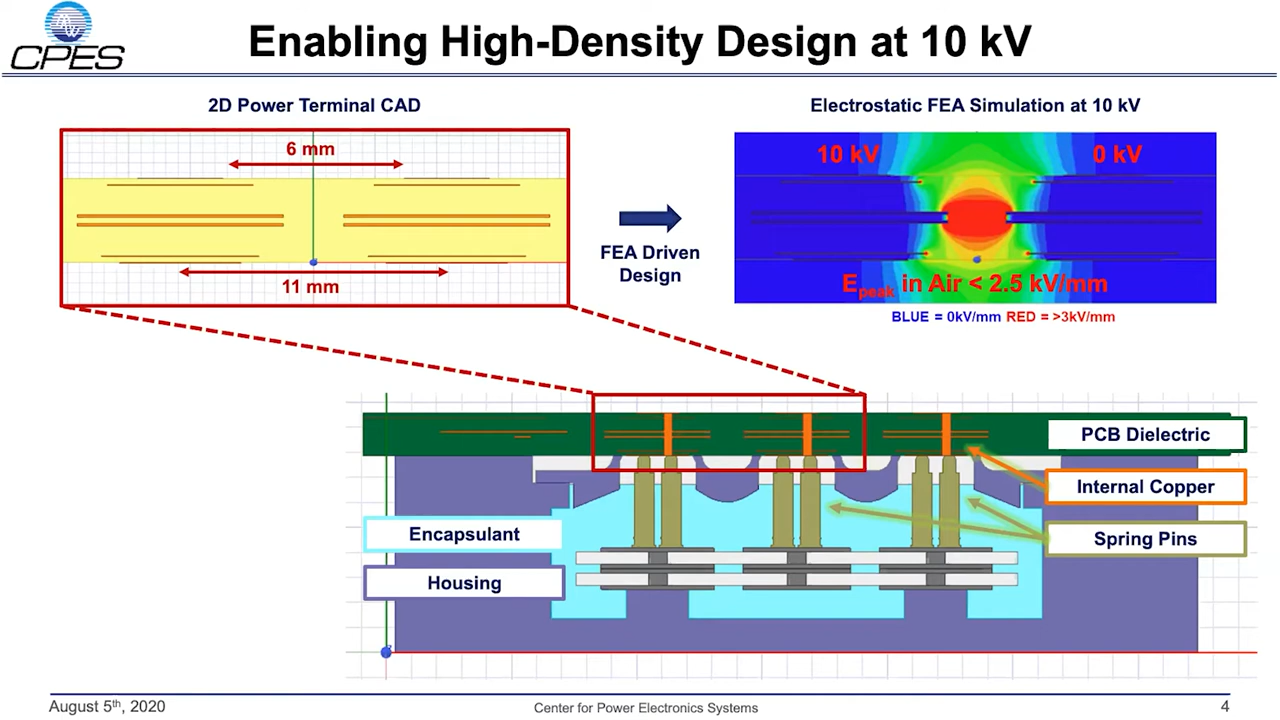 CPES
Enabling High-Density Design at 10 kV
2D Power Terminal CAD
6 mm
11 mm
FEA Driven
Design
Electrostatic FEA Simulation at 10 kV
10 kV
0 kV
Epeak in Air < 2.5 kV/mm
BLUE = 0kV/mm RED = >3kV/mm
PCB Dielectric
Internal Copper
Spring Pins
Encapsulant
Housing
August 5th, 2020
Center for Power Electronics Systems
4